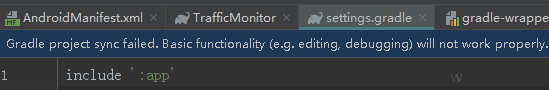 AndroidManifest.xml × TrafficMonitor × settings.gradle × gradle-wrappe
Gradle project sync failed. Basic functionality (e.g. editing, debugging) will not work properly.
1 include ':app'